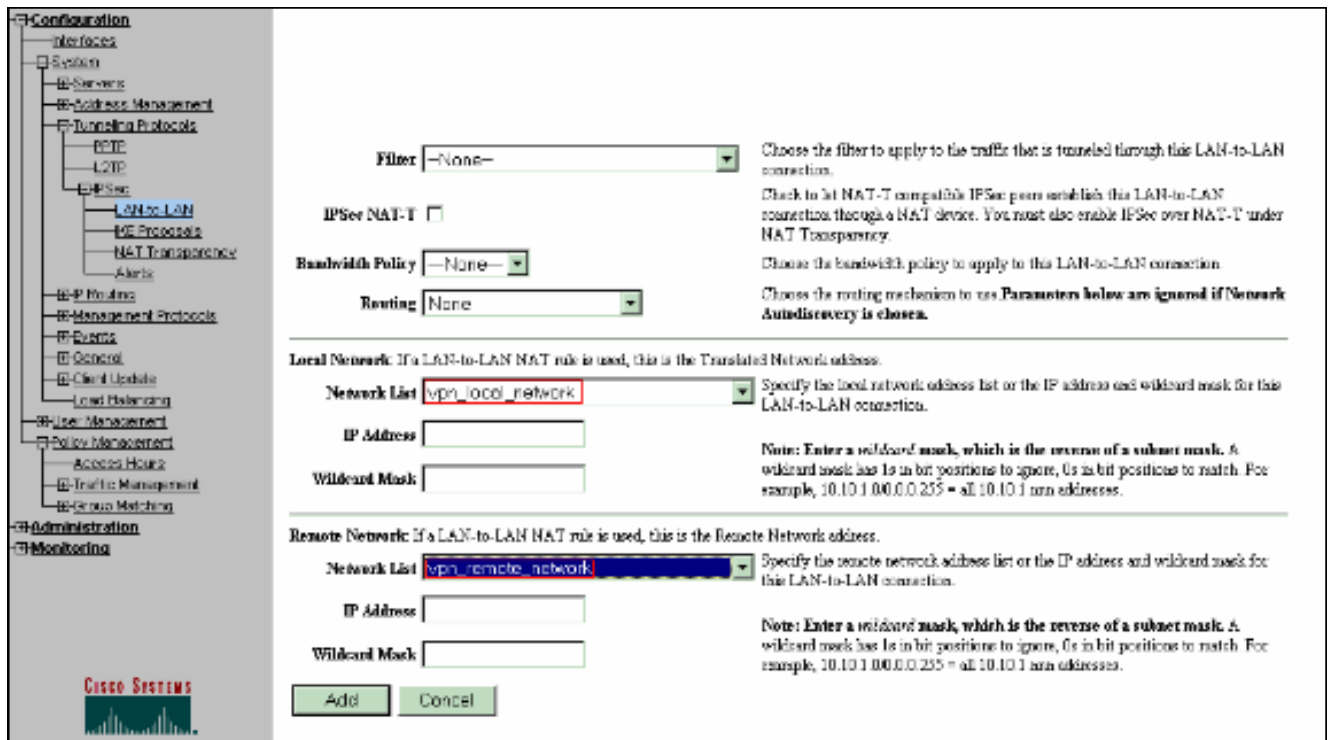 Configuration
Interfaces
System
Servers
Address Management
Tunneling Protocols
PPTP
L2TP
IPSec
LAN-to-LAN
IKE Proposals
NAT Transparency
Alerts
IP Routing
Management Protocols
Events
General
Client Update
Load Balancing
User Management
Policy Management
Access Hours
Traffic Management
Group Matching
Administration
Monitoring
CISCO SYSTEMS
Filter --None--
Choose the filter to apply to the traffic that is tunneled through this LAN-to-LAN
connection.
IPSec NAT-T
Check to let NAT-T compatible IPSec peers establish this LAN-to-LAN
connection through a NAT device. You must also enable IPSec over NAT-T under
NAT Transparency.
Bandwidth Policy --None--
Choose the bandwidth policy to apply to this LAN-to-LAN connection
Routing None
Choose the routing mechanism to use. Parameters below are ignored if Network
Autodiscovery is chosen.
Local Network: If a LAN-to-LAN NAT rule is used, this is the Translated Network address.
Network List vpn_local_network
Specify the local network address list or the IP address and wildcard mask for this
LAN-to-LAN connection.
IP Address
Wildcard Mask
Note: Enter a wildcard mask, which is the reverse of a subnet mask. A
wildcard mask has 1s in bit positions to ignore, 0s in bit positions to match. For
example, 10.10.1.0/0.0.0.255 = all 10.10.1.nnn addresses.
Remote Network: If a LAN-to-LAN NAT rule is used, this is the Remote Network address.
Network List vpn_remote_network
Specify the remote network address list or the IP address and wildcard mask for
this LAN-to-LAN connection.
IP Address
Wildcard Mask
Note: Enter a wildcard mask, which is the reverse of a subnet mask. A
wildcard mask has 1s in bit positions to ignore, 0s in bit positions to match. For
example, 10.10.1.0/0.0.0.255 = all 10.10.1.nnn addresses.
Add
Cancel